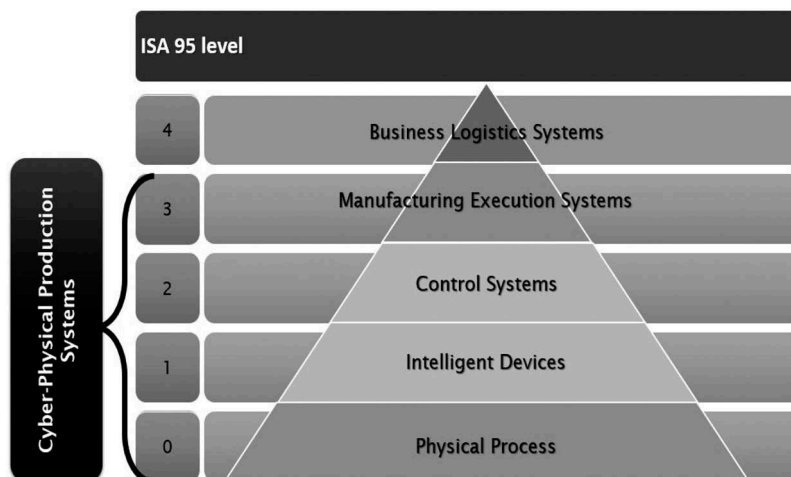 ISA 95 level
4
Business Logistics Systems
3
Manufacturing Execution Systems
2
Control Systems
1
Intelligent Devices
0
Physical Process
Cyber-Physical Production
Systems